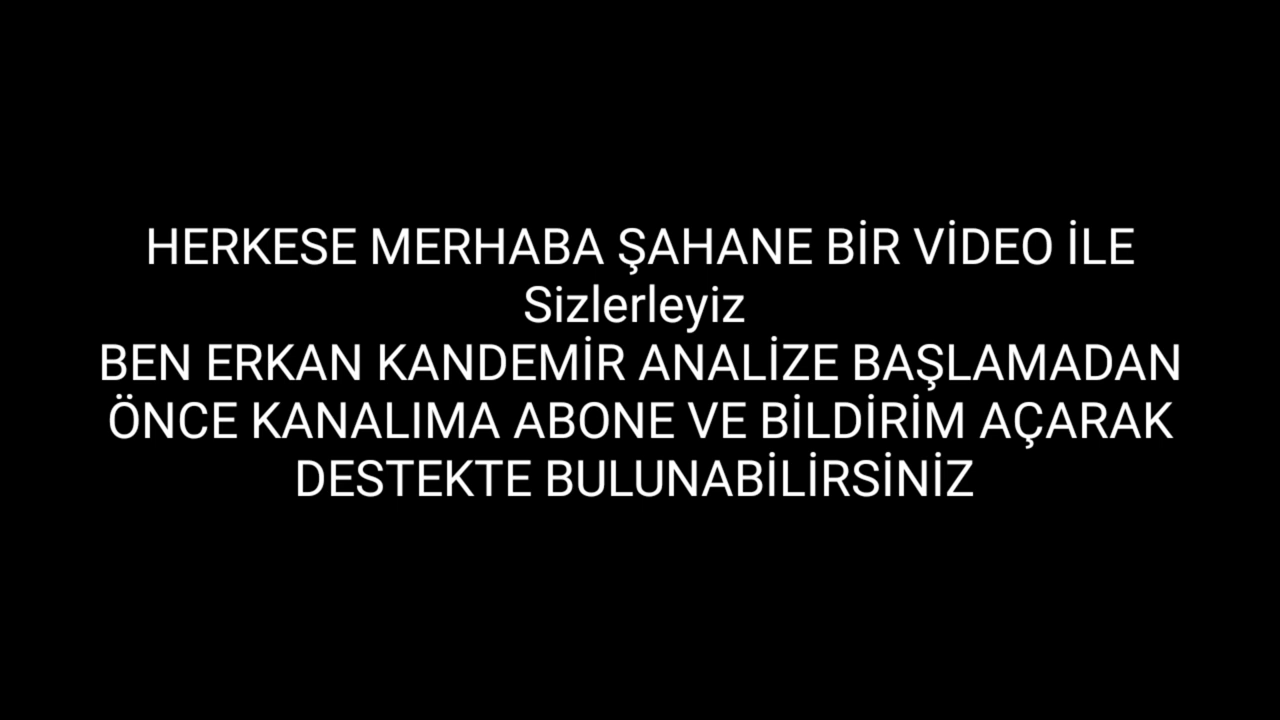 HERKESE MERHABA ŞAHANE BİR VİDEO İLE
Sizlerleyiz
BEN ERKAN KANDEMİR ANALİZE BAŞLAMADAN
ÖNCE KANALIMA ABONE VE BİLDİRİM AÇARAK
DESTEKTE BULUNABİLİRSİNİZ